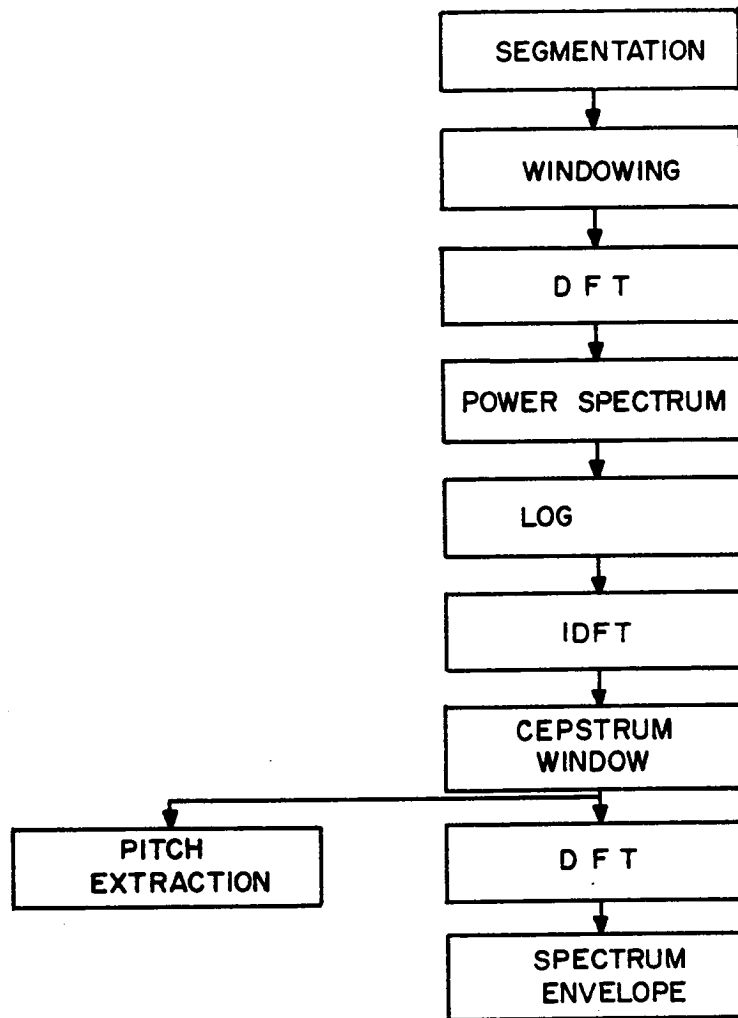 SEGMENTATION
WINDOWING
D F T
POWER SPECTRUM
LOG
IDFT
CEPSTRUM
WINDOW
PITCH
EXTRACTION
D F T
SPECTRUM
ENVELOPE